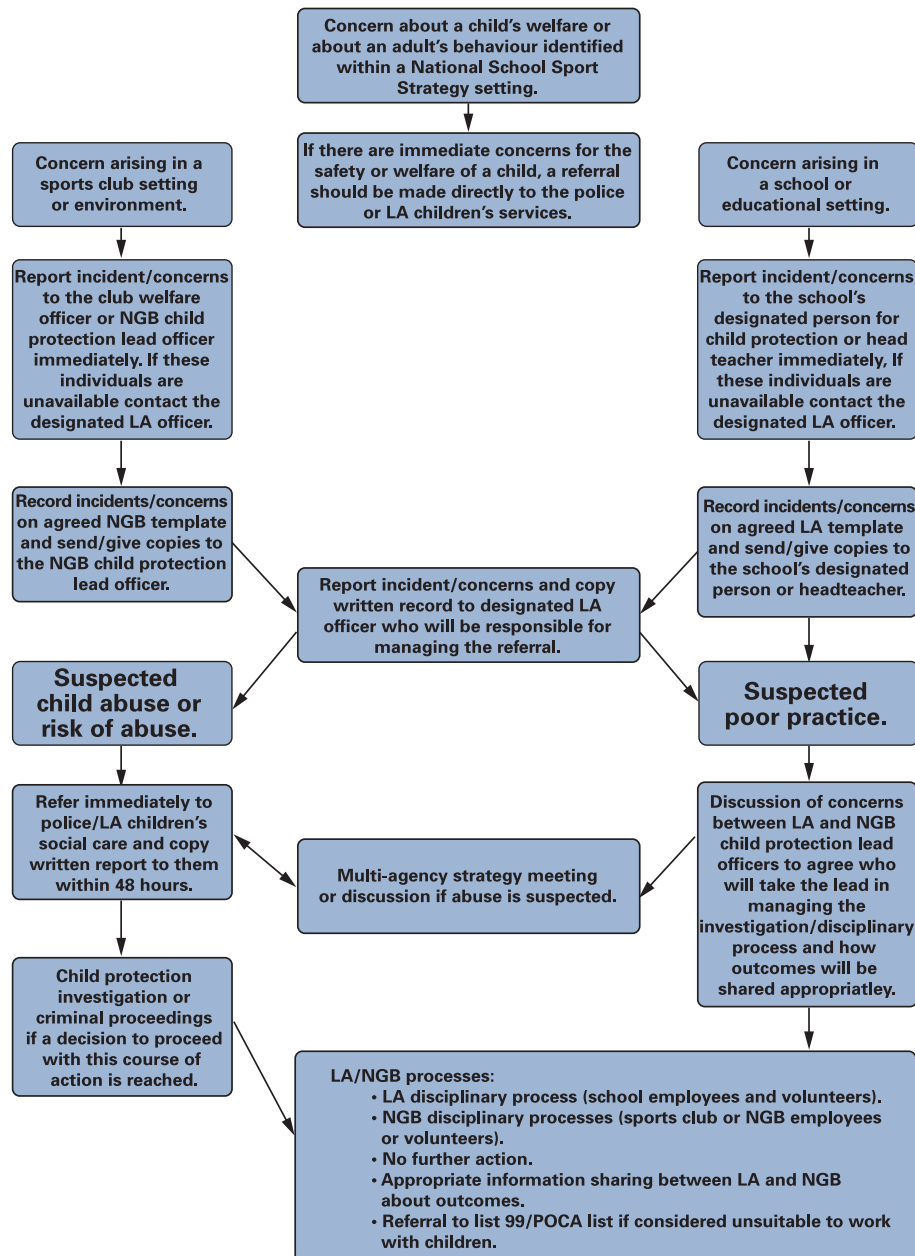 Concern about a child's welfare or
about an adult's behaviour identified
within a National School Sport
Strategy setting.
If there are immediate concerns for the
safety or welfare of a child, a referral
should be made directly to the police
or LA children's services.
Concern arising in a
sports club setting
or environment.
Concern arising in
a school or
educational setting.
Report incident/concerns
to the club welfare
officer or NGB child
protection lead officer
immediately. If these
individuals are
unavailable contact the
designated LA officer.
Report incident/concerns
to the school's
designated person for
child protection or head
teacher immediately, If
these individuals are
unavailable contact the
designated LA officer.
Record incidents/concerns
on agreed NGB template
and send/give copies to
the NGB child protection
lead officer.
Record incidents/concerns
on agreed LA template
and send/give copies to
the school's designated
person or headteacher.
Report incident/concerns and copy
written record to designated LA
officer who will be responsible for
managing the referral.
Suspected
child abuse or
risk of abuse.
Suspected
poor practice.
Refer immediately to
police/LA children's
social care and copy
written report to them
within 48 hours.
Multi-agency strategy meeting
or discussion if abuse is suspected.
Discussion of concerns
between LA and NGB
child protection lead
officers to agree who
will take the lead in
managing the
investigation/disciplinary
process and how
outcomes will be
shared appropriatley.
Child protection
investigation or
criminal proceedings
if a decision to proceed
with this course of
action is reached.
LA/NGB processes:
• LA disciplinary process (school employees and volunteers).
• NGB disciplinary processes (sports club or NGB employees
or volunteers).
• No further action.
• Appropriate information sharing between LA and NGB
about outcomes.
• Referral to list 99/POCA list if considered unsuitable to work
with children.